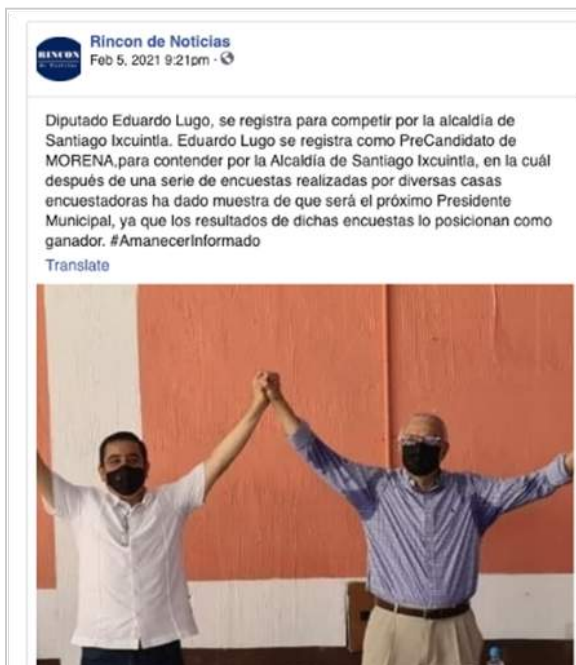 RINCON
Rincon de Noticias
Feb 5, 2021 9:21pm ·
Diputado Eduardo Lugo, se registra para competir por la alcaldía de
Santiago Ixcuintla. Eduardo Lugo se registra como PreCandidato de
MORENA,para contender por la Alcaldía de Santiago Ixcuintla, en la cuál
después de una serie de encuestas realizadas por diversas casas
encuestadoras ha dado muestra de que será el próximo Presidente
Municipal, ya que los resultados de dichas encuestas lo posicionan como
ganador. #AmanecerInformado
Translate